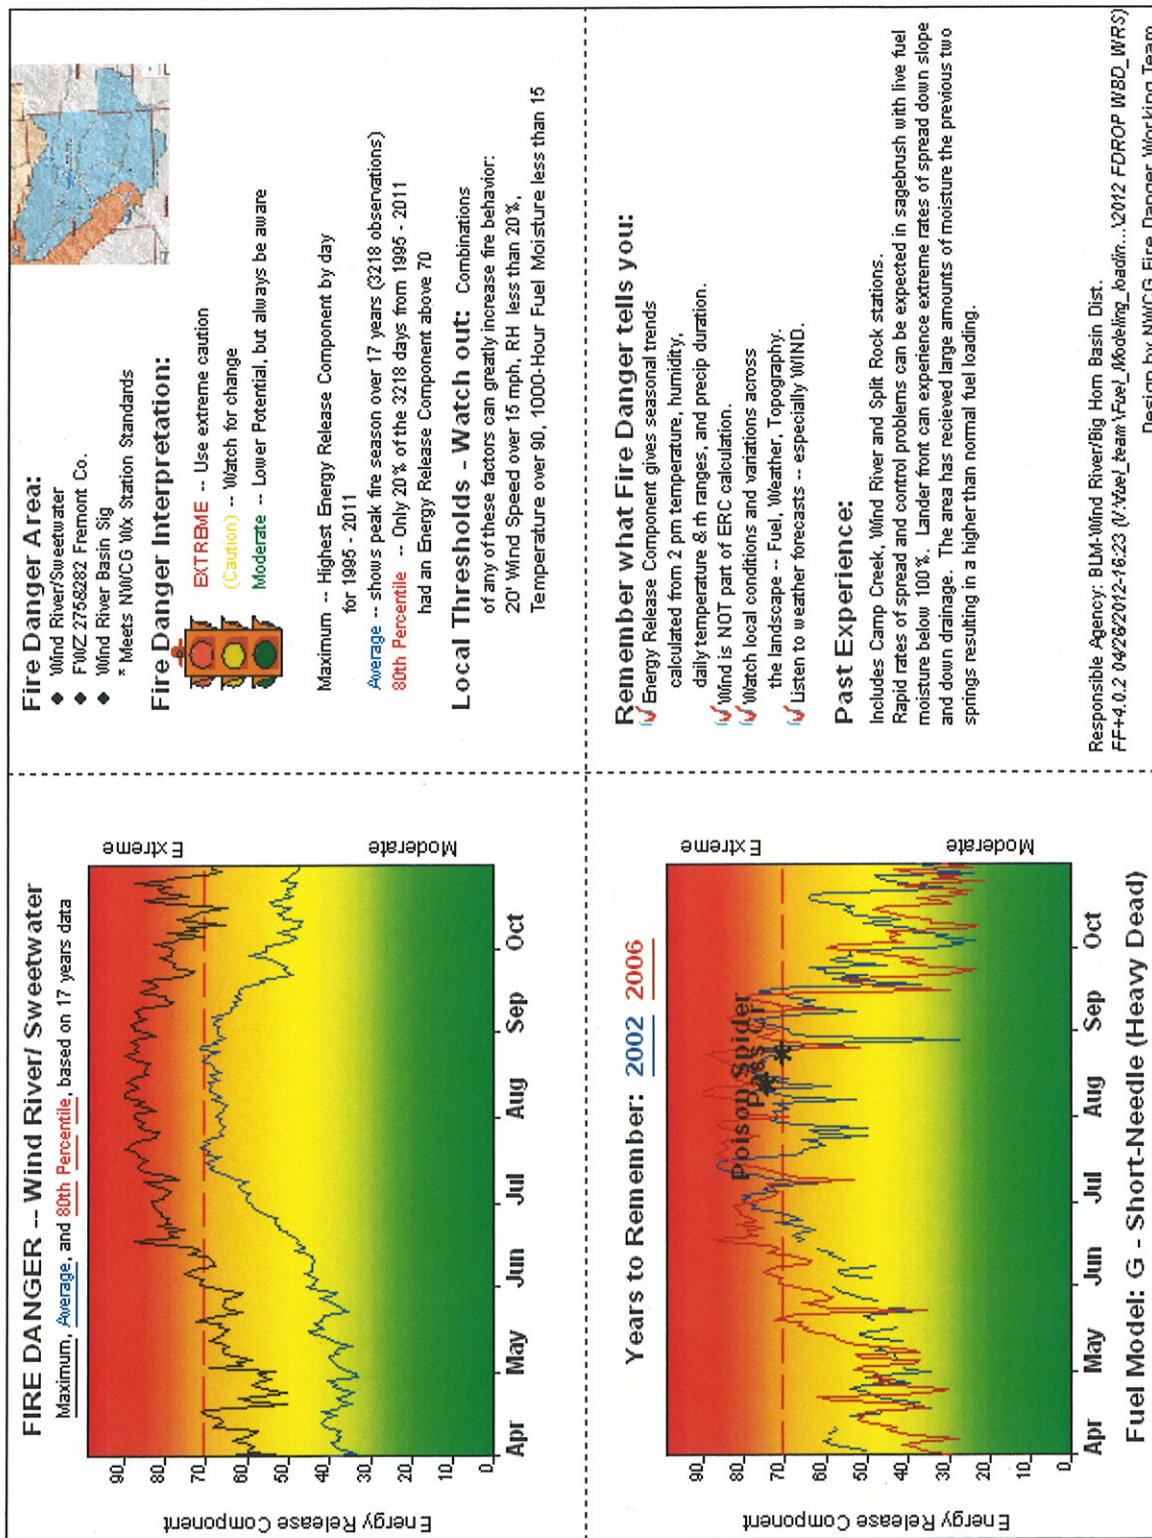 FIRE DANGER -- Wind River/ Sweetwater
Maximum, Average, and 80th Percentile, based on 17 years data
Energy Release Component
90
80
70
60
50
40
30
20
10
0
Extreme
Moderate
Apr May Jun Jul Aug Sep Oct
Fire Danger Area:
◆ Wind River/Sweetwater
◆ FWZ 275&282 Fremont Co.
◆ Wind River Basin Sig
* Meets NWCG Wx Station Standards
Fire Danger Interpretation:
EXTREME -- Use extreme caution
(Caution) -- Watch for change
Moderate -- Lower Potential, but always be aware
Maximum -- Highest Energy Release Component by day
for 1995 - 2011
Average -- shows peak fire season over 17 years (3218 observations)
80th Percentile -- Only 20% of the 3218 days from 1995 - 2011
had an Energy Release Component above 70
Local Thresholds - Watch out: Combinations
of any of these factors can greatly increase fire behavior:
20' Wind Speed over 15 mph, RH less than 20%,
Temperature over 90, 1000-Hour Fuel Moisture less than 15
Years to Remember: 2002 2006
Energy Release Component
90
80
70
60
50
40
30
20
10
0
Poison Spider
Pass Cr
Extreme
Moderate
Apr May Jun Jul Aug Sep Oct
Fuel Model: G - Short-Needle (Heavy Dead)
Remember what Fire Danger tells you:
Energy Release Component gives seasonal trends
calculated from 2 pm temperature, humidity,
daily temperature & rh ranges, and precip duration.
Wind is NOT part of ERC calculation.
Watch local conditions and variations across
the landscape -- Fuel, Weather, Topography.
Listen to weather forecasts -- especially WIND.
Past Experience:
Includes Camp Creek, Wind River and Split Rock stations.
Rapid rates of spread and control problems can be expected in sagebrush with live fuel
moisture below 100%. Lander front can experience extreme rates of spread down slope
and down drainage. The area has recieved large amounts of moisture the previous two
springs resulting in a higher than normal fuel loading.
Responsible Agency: BLM-Wind River/Big Horn Basin Dist.
FF+4.0.2 04/26/2012-16:23 (V:\fuel_team\Fuel_Modeling_loadin...\2012 FDROP WBD_WRS)
Design by NWCG Fire Danger Working Team